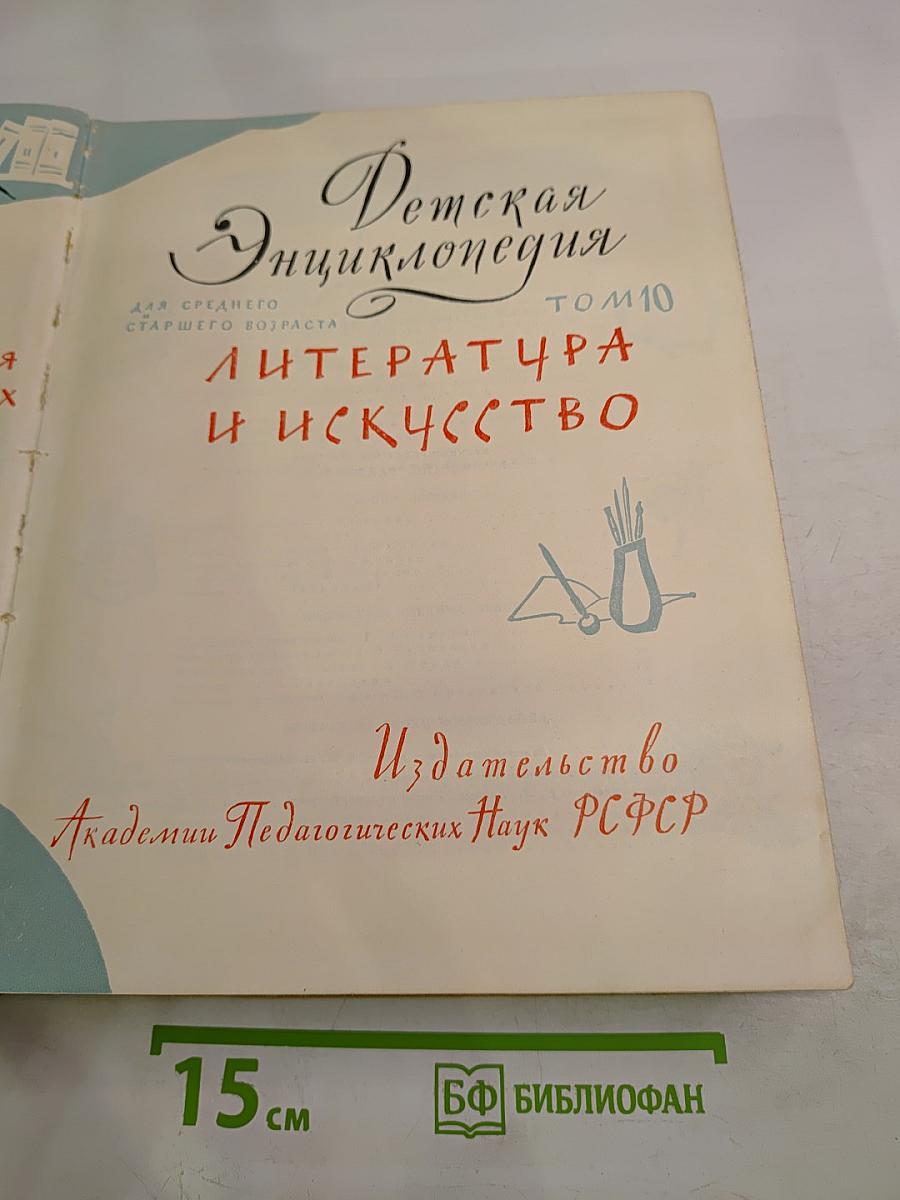 Детская
Энциклопедия
для среднего
и
старшего возраста
ТОМ 10
ЛИТЕРАТУРА
И ИСКУССТВО
Издательство
Академии Педагогических Наук РСФСР
я
х
15 см
БФ БИБЛИОФАН